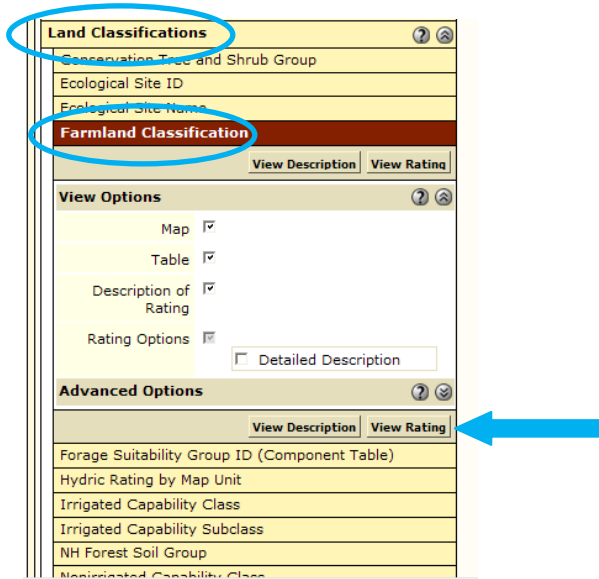 Land Classifications
Conservation Tree and Shrub Group
Ecological Site ID
Ecological Site Name
Farmland Classification
View Description View Rating
View Options
Map
Table
Description of
Rating
Rating Options
Detailed Description
Advanced Options
View Description View Rating
Forage Suitability Group ID (Component Table)
Hydric Rating by Map Unit
Irrigated Capability Class
Irrigated Capability Subclass
NH Forest Soil Group
Nonirrigated Capability Class